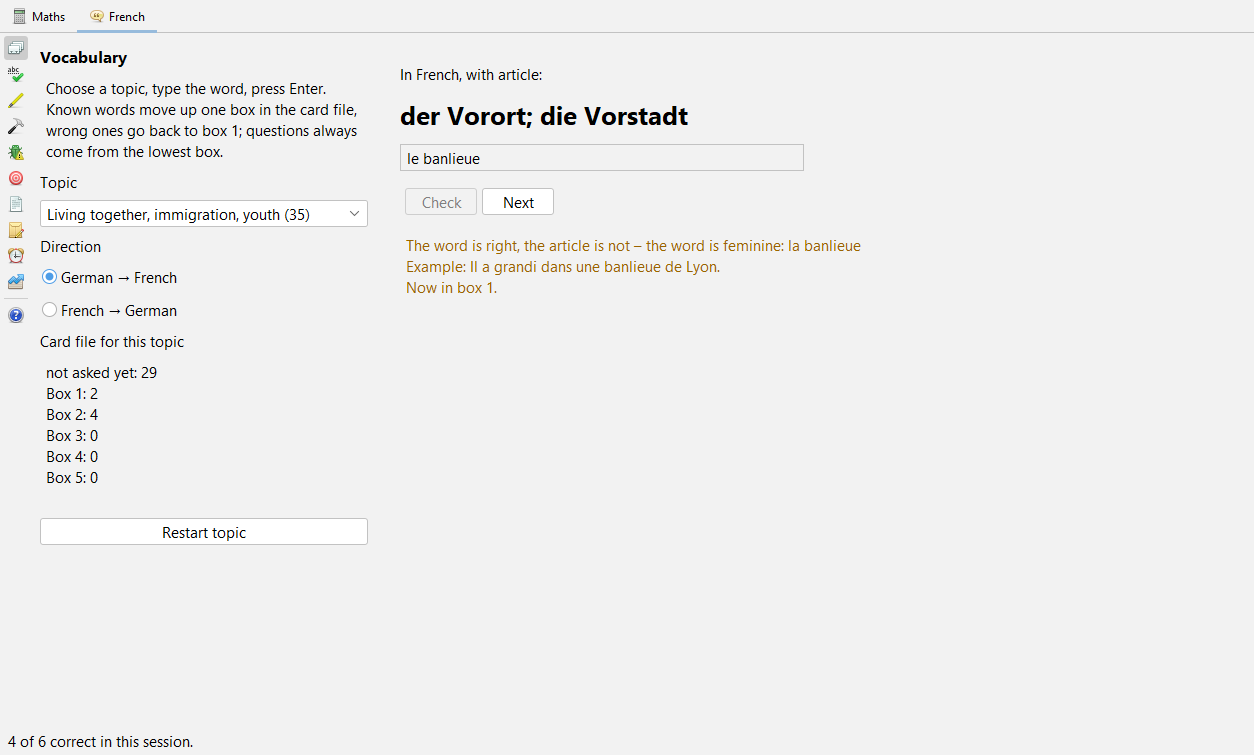 Maths
French
Vocabulary
Choose a topic, type the word, press Enter.
Known words move up one box in the card file,
wrong ones go back to box 1; questions always
come from the lowest box.
Topic
Living together, immigration, youth (35)
Direction
German → French
French → German
Card file for this topic
not asked yet: 29
Box 1: 2
Box 2: 4
Box 3: 0
Box 4: 0
Box 5: 0
Restart topic
In French, with article:
der Vorort; die Vorstadt
le banlieue
Check
Next
The word is right, the article is not – the word is feminine: la banlieue
Example: Il a grandi dans une banlieue de Lyon.
Now in box 1.
4 of 6 correct in this session.